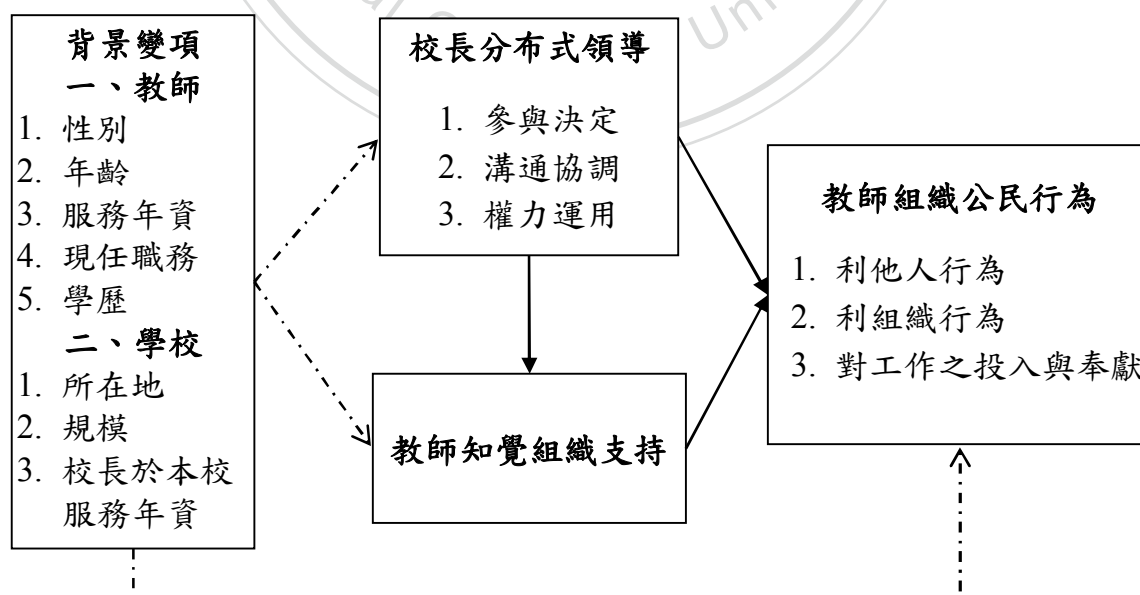 背景變項
一、教師
1. 性別
2. 年齡
3. 服務年資
4. 現任職務
5. 學歷
二、學校
1. 所在地
2. 規模
3. 校長於本校
服務年資
校長分布式領導
1. 參與決定
2. 溝通協調
3. 權力運用
教師知覺組織支持
教師組織公民行為
1. 利他人行為
2. 利組織行為
3. 對工作之投入與奉獻